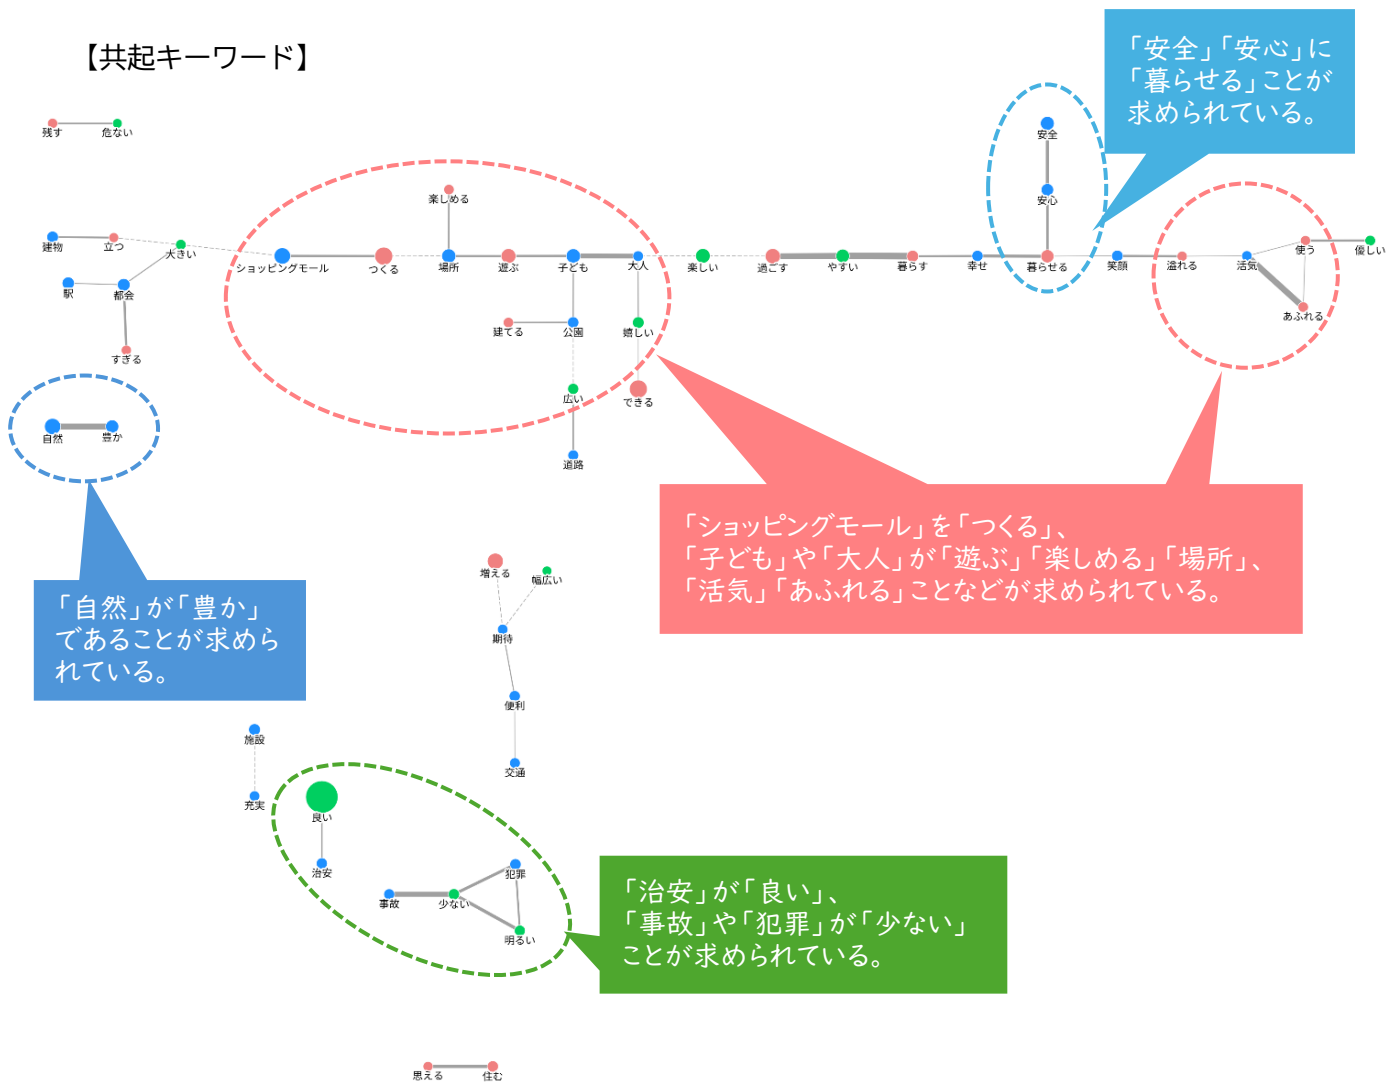 【共起キーワード】
「安全」「安心」に
「暮らせる」ことが
求められている。
残す
危ない
安全
楽しめる
安心
建物
立つ
大きい
ショッピングモール
つくる
場所
遊ぶ
子ども
大人
楽しい
過ごす
やすい
暮らす
幸せ
暮らせる
笑顔
溢れる
活気
使う
優しい
駅
都会
建てる
公園
嬉しい
あふれる
すぎる
広い
できる
自然
豊か
道路
「ショッピングモール」を「つくる」、
「子ども」や「大人」が「遊ぶ」「楽しめる」「場所」、
「活気」「あふれる」ことなどが求められている。
「自然」が「豊か」
であることが求めら
れている。
増える
幅広い
期待
便利
交通
施設
充実
良い
治安
事故
少ない
犯罪
明るい
「治安」が「良い」、
「事故」や「犯罪」が「少ない」
ことが求められている。
思える
住む